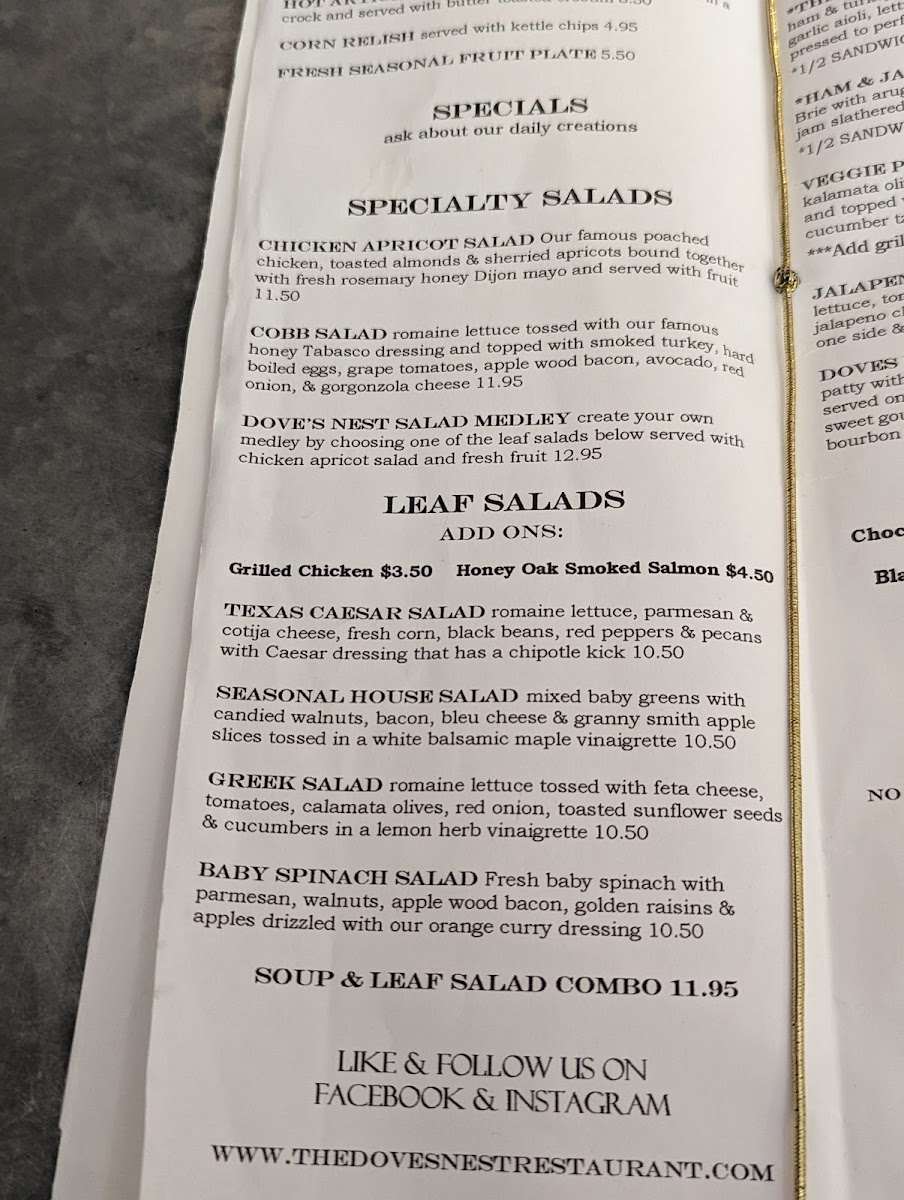 crock and served with butter
CORN RELISH served with kettle chips 4.95
FRESH SEASONAL FRUIT PLATE 5.50
SPECIALS
ask about our daily creations
SPECIALTY SALADS
CHICKEN APRICOT SALAD Our famous poached
chicken, toasted almonds & sherried apricots bound together
with fresh rosemary honey Dijon mayo and served with fruit
11.50
COBB SALAD romaine lettuce tossed with our famous
honey Tabasco dressing and topped with smoked turkey, hard
boiled eggs, grape tomatoes, apple wood bacon, avocado, red
onion, & gorgonzola cheese 11.95
DOVE'S NEST SALAD MEDLEY create your own
medley by choosing one of the leaf salads below served with
chicken apricot salad and fresh fruit 12.95
LEAF SALADS
ADD ONS:
Grilled Chicken $3.50 Honey Oak Smoked Salmon $4.50
TEXAS CAESAR SALAD romaine lettuce, parmesan &
cotija cheese, fresh corn, black beans, red peppers & pecans
with Caesar dressing that has a chipotle kick 10.50
SEASONAL HOUSE SALAD mixed baby greens with
candied walnuts, bacon, bleu cheese & granny smith apple
slices tossed in a white balsamic maple vinaigrette 10.50
GREEK SALAD romaine lettuce tossed with feta cheese,
tomatoes, calamata olives, red onion, toasted sunflower seeds
& cucumbers in a lemon herb vinaigrette 10.50
BABY SPINACH SALAD Fresh baby spinach with
parmesan, walnuts, apple wood bacon, golden raisins &
apples drizzled with our orange curry dressing 10.50
SOUP & LEAF SALAD COMBO 11.95
LIKE & FOLLOW US ON
FACEBOOK & INSTAGRAM
WWW.THEDOVESNESTRESTAURANT.COM
ham &
garlic aioli,
pressed to
*1/2
*HAM &
Brie with
jam slathered
*1/2
VEGGIE
kalamata
and topped
cucumber
***Add
lettuce,
jalapeno
one side &
DOVES
patty with
served on
sweet
bourbon
NO